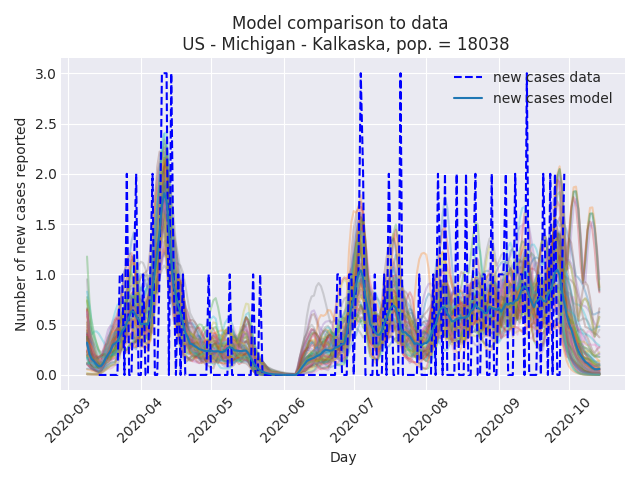 Model comparison to data
US - Michigan - Kalkaska, pop. = 18038
new cases data
new cases model
Number of new cases reported
3.0
2.5
2.0
1.5
1.0
0.5
0.0
2020-03
2020-04
2020-05
2020-06
2020-07
2020-08
2020-09
2020-10
Day